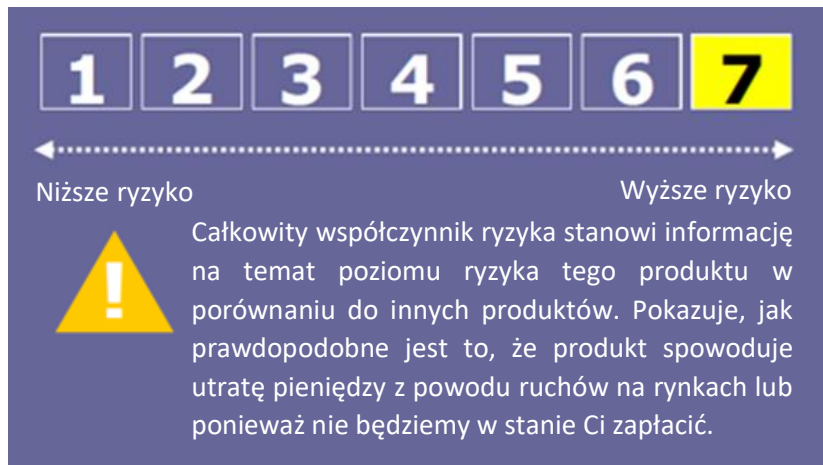 1 2 3 4 5 6 7
Niższe ryzyko Wyższe ryzyko
!
Całkowity współczynnik ryzyka stanowi informację
na temat poziomu ryzyka tego produktu w
porównaniu do innych produktów. Pokazuje, jak
prawdopodobne jest to, że produkt spowoduje
utratę pieniędzy z powodu ruchów na rynkach lub
ponieważ nie będziemy w stanie Ci zapłacić.